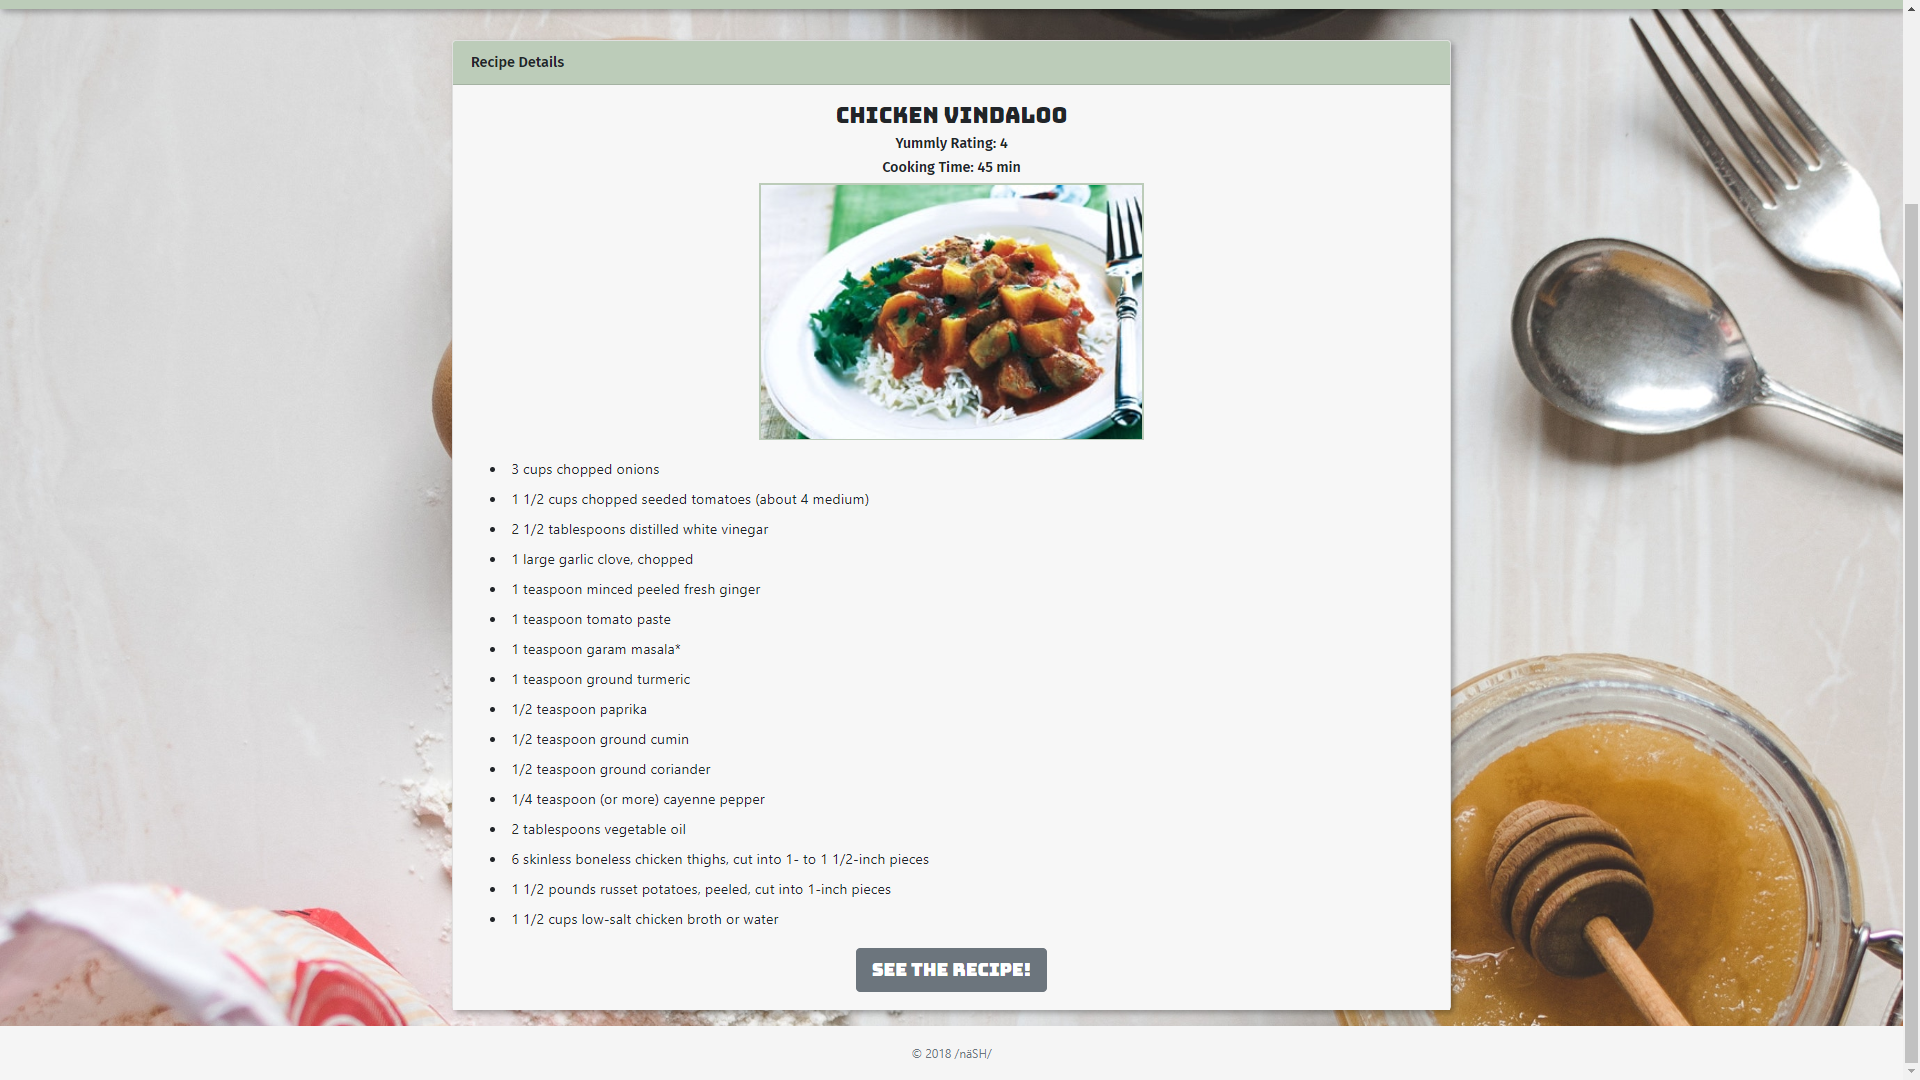 Recipe Details
CHICKEN VINDALOO
Yummly Rating: 4
Cooking Time: 45 min
3 cups chopped onions
1 1/2 cups chopped seeded tomatoes (about 4 medium)
2 1/2 tablespoons distilled white vinegar
1 large garlic clove, chopped
1 teaspoon minced peeled fresh ginger
1 teaspoon tomato paste
1 teaspoon garam masala*
1 teaspoon ground turmeric
1/2 teaspoon paprika
1/2 teaspoon ground cumin
1/2 teaspoon ground coriander
1/4 teaspoon (or more) cayenne pepper
2 tablespoons vegetable oil
6 skinless boneless chicken thighs, cut into 1- to 1 1/2-inch pieces
1 1/2 pounds russet potatoes, peeled, cut into 1-inch pieces
1 1/2 cups low-salt chicken broth or water
SEE THE RECIPE!
© 2018 /näSH/